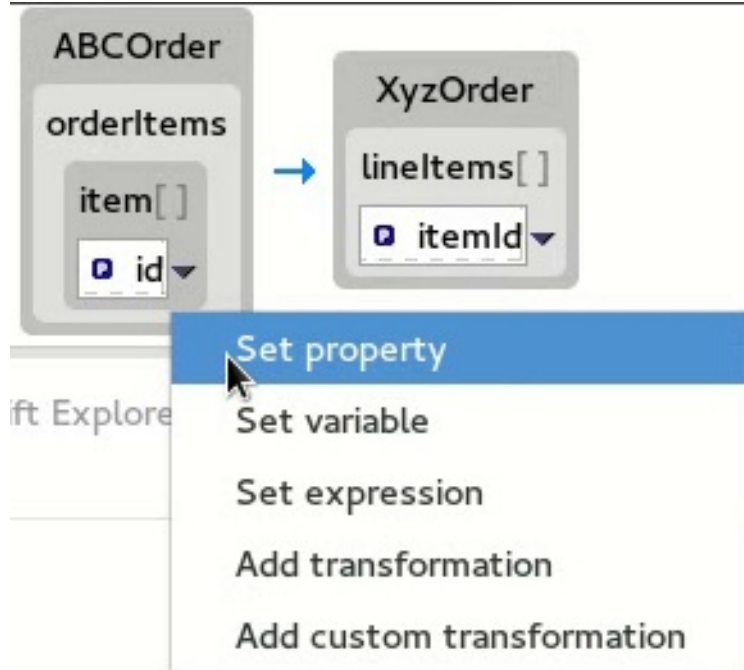 ABCOrder
orderItems
item[ ]
id
XyzOrder
lineItems[ ]
itemId
Set property
ift Explore
Set variable
Set expression
Add transformation
Add custom transformation